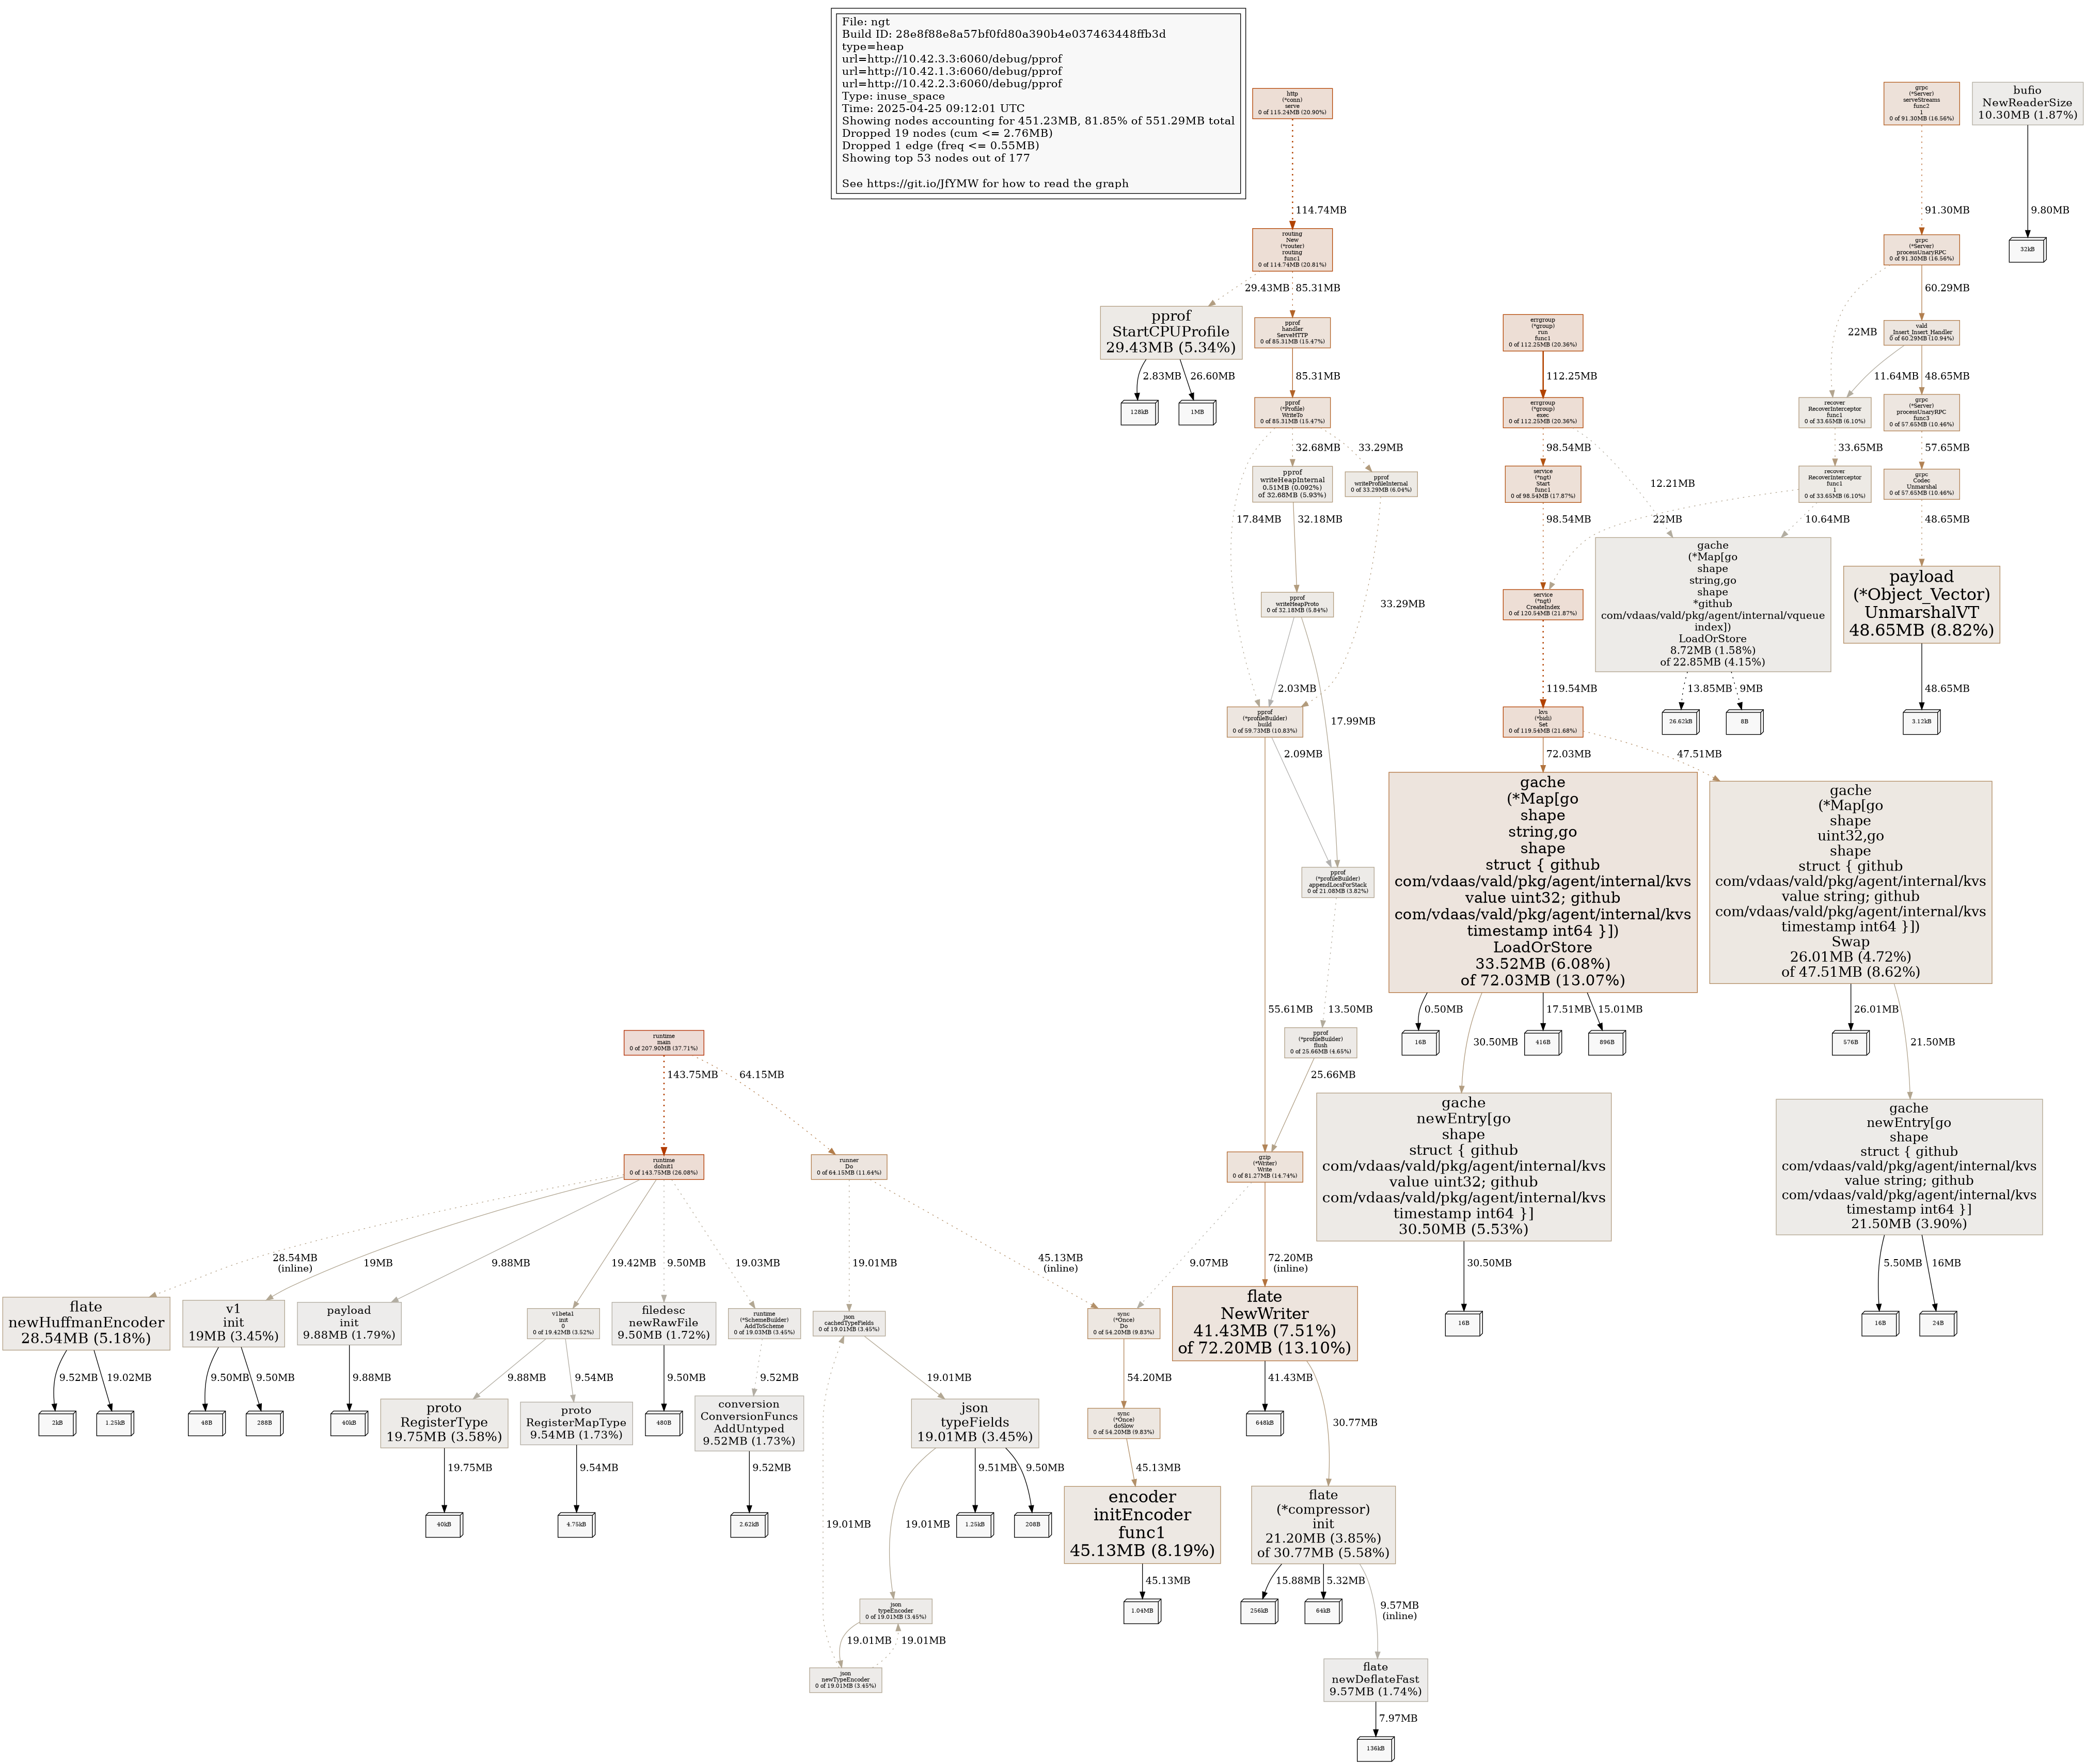 File: ngt
Build ID: 28e8f88e8a57bf0fd80a390b4e037463448ffb3d
type=heap
url=http://10.42.3.3:6060/debug/pprof
url=http://10.42.1.3:6060/debug/pprof
url=http://10.42.2.3:6060/debug/pprof
Type: inuse_space
Time: 2025-04-25 09:12:01 UTC
Showing nodes accounting for 451.23MB, 81.85% of 551.29MB total
Dropped 19 nodes (cum <= 2.76MB)
Dropped 1 edge (freq <= 0.55MB)
Showing top 53 nodes out of 177
See https://git.io/JfYMW for how to read the graph
http
(*conn)
serve
0 of 115.24MB (20.90%)
grpc
(*Server)
serveStreams
func2
1
0 of 91.30MB (16.56%)
bufio
NewReaderSize
10.30MB (1.87%)
114.74MB
91.30MB
9.80MB
routing
New
(*router)
routing
func1
0 of 114.74MB (20.81%)
grpc
(*Server)
processUnaryRPC
0 of 91.30MB (16.56%)
32kB
29.43MB
85.31MB
22MB
60.29MB
pprof
StartCPUProfile
29.43MB (5.34%)
pprof
handler
ServeHTTP
0 of 85.31MB (15.47%)
errgroup
(*group)
run
func1
0 of 112.25MB (20.36%)
vald
_Insert_Insert_Handler
0 of 60.29MB (10.94%)
2.83MB
26.60MB
85.31MB
112.25MB
11.64MB
48.65MB
128kB
1MB
pprof
(*Profile)
WriteTo
0 of 85.31MB (15.47%)
errgroup
(*group)
exec
0 of 112.25MB (20.36%)
recover
RecoverInterceptor
func1
0 of 33.65MB (6.10%)
grpc
(*Server)
processUnaryRPC
func3
0 of 57.65MB (10.46%)
17.84MB
32.68MB
33.29MB
98.54MB
12.21MB
33.65MB
57.65MB
pprof
writeHeapInternal
0.51MB (0.092%)
of 32.68MB (5.93%)
pprof
writeProfileInternal
0 of 33.29MB (6.04%)
service
(*ngt)
Start
func1
0 of 98.54MB (17.87%)
recover
RecoverInterceptor
func1
1
0 of 33.65MB (6.10%)
grpc
Codec
Unmarshal
0 of 57.65MB (10.46%)
32.18MB
33.29MB
98.54MB
22MB
10.64MB
48.65MB
pprof
writeHeapProto
0 of 32.18MB (5.84%)
service
(*ngt)
CreateIndex
0 of 120.54MB (21.87%)
gache
(*Map[go
shape
string,go
shape
*github
com/vdaas/vald/pkg/agent/internal/vqueue
index])
LoadOrStore
8.72MB (1.58%)
of 22.85MB (4.15%)
payload
(*Object_Vector)
UnmarshalVT
48.65MB (8.82%)
2.03MB
17.99MB
119.54MB
13.85MB
9MB
48.65MB
pprof
(*profileBuilder)
build
0 of 59.73MB (10.83%)
kvs
(*bidi)
Set
0 of 119.54MB (21.68%)
26.62kB
8B
3.12kB
55.61MB
2.09MB
72.03MB
47.51MB
pprof
(*profileBuilder)
appendLocsForStack
0 of 21.08MB (3.82%)
gache
(*Map[go
shape
string,go
shape
struct { github
com/vdaas/vald/pkg/agent/internal/kvs
value uint32; github
com/vdaas/vald/pkg/agent/internal/kvs
timestamp int64 }])
LoadOrStore
33.52MB (6.08%)
of 72.03MB (13.07%)
gache
(*Map[go
shape
uint32,go
shape
struct { github
com/vdaas/vald/pkg/agent/internal/kvs
value string; github
com/vdaas/vald/pkg/agent/internal/kvs
timestamp int64 }])
Swap
26.01MB (4.72%)
of 47.51MB (8.62%)
13.50MB
0.50MB
30.50MB
17.51MB
15.01MB
26.01MB
21.50MB
runtime
main
0 of 207.90MB (37.71%)
pprof
(*profileBuilder)
flush
0 of 25.66MB (4.65%)
16B
416B
896B
576B
143.75MB
64.15MB
25.66MB
runtime
doInit1
0 of 143.75MB (26.08%)
runner
Do
0 of 64.15MB (11.64%)
gzip
(*Writer)
Write
0 of 81.27MB (14.74%)
gache
newEntry[go
shape
struct { github
com/vdaas/vald/pkg/agent/internal/kvs
value uint32; github
com/vdaas/vald/pkg/agent/internal/kvs
timestamp int64 }]
30.50MB (5.53%)
gache
newEntry[go
shape
struct { github
com/vdaas/vald/pkg/agent/internal/kvs
value string; github
com/vdaas/vald/pkg/agent/internal/kvs
timestamp int64 }]
21.50MB (3.90%)
28.54MB
(inline)
19MB
9.88MB
19.42MB
9.50MB
19.03MB
19.01MB
45.13MB
(inline)
9.07MB
72.20MB
(inline)
30.50MB
5.50MB
16MB
flate
newHuffmanEncoder
28.54MB (5.18%)
v1
init
19MB (3.45%)
payload
init
9.88MB (1.79%)
v1beta1
init
0
0 of 19.42MB (3.52%)
filedesc
newRawFile
9.50MB (1.72%)
runtime
(*SchemeBuilder)
AddToScheme
0 of 19.03MB (3.45%)
json
cachedTypeFields
0 of 19.01MB (3.45%)
sync
(*Once)
Do
0 of 54.20MB (9.83%)
flate
NewWriter
41.43MB (7.51%)
of 72.20MB (13.10%)
16B
16B
24B
9.52MB
19.02MB
9.50MB
9.50MB
9.88MB
9.88MB
9.54MB
9.50MB
9.52MB
19.01MB
54.20MB
41.43MB
30.77MB
2kB
1.25kB
48B
288B
40kB
proto
RegisterType
19.75MB (3.58%)
proto
RegisterMapType
9.54MB (1.73%)
480B
conversion
ConversionFuncs
AddUntyped
9.52MB (1.73%)
json
typeFields
19.01MB (3.45%)
sync
(*Once)
doSlow
0 of 54.20MB (9.83%)
648kB
19.75MB
9.54MB
9.52MB
9.51MB
9.50MB
45.13MB
40kB
4.75kB
2.62kB
19.01MB
19.01MB
1.25kB
208B
encoder
initEncoder
func1
45.13MB (8.19%)
flate
(*compressor)
init
21.20MB (3.85%)
of 30.77MB (5.58%)
45.13MB
15.88MB
5.32MB
9.57MB
(inline)
json
typeEncoder
0 of 19.01MB (3.45%)
1.04MB
256kB
64kB
19.01MB
19.01MB
json
newTypeEncoder
0 of 19.01MB (3.45%)
flate
newDeflateFast
9.57MB (1.74%)
7.97MB
136kB